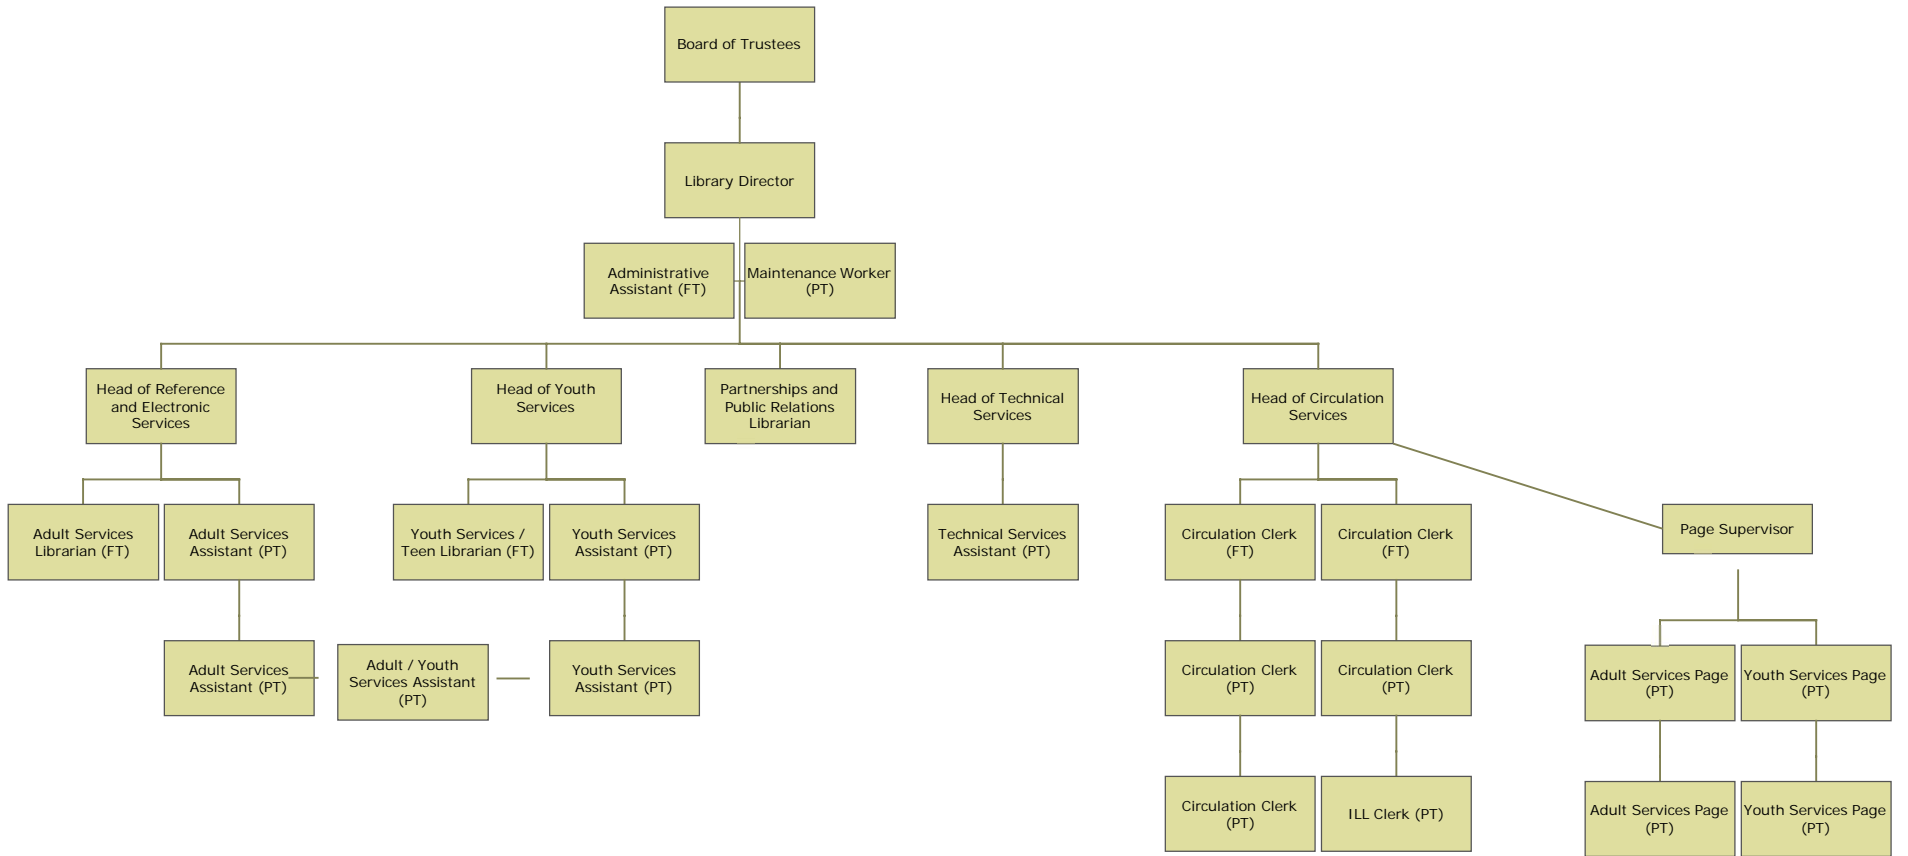 Board of Trustees
Library Director
Administrative
Assistant (FT)
Maintenance Worker
(PT)
Head of Reference
and Electronic
Services
Head of Youth
Services
Partnerships and
Public Relations
Librarian
Head of Technical
Services
Head of Circulation
Services
Adult Services
Librarian (FT)
Adult Services
Assistant (PT)
Youth Services /
Teen Librarian (FT)
Youth Services
Assistant (PT)
Technical Services
Assistant (PT)
Circulation Clerk
(FT)
Circulation Clerk
(FT)
Page Supervisor
Adult Services
Assistant (PT)
Adult / Youth
Services Assistant
(PT)
Youth Services
Assistant (PT)
Circulation Clerk
(PT)
Circulation Clerk
(PT)
Adult Services Page
(PT)
Youth Services Page
(PT)
Circulation Clerk
(PT)
ILL Clerk (PT)
Adult Services Page
(PT)
Youth Services Page
(PT)